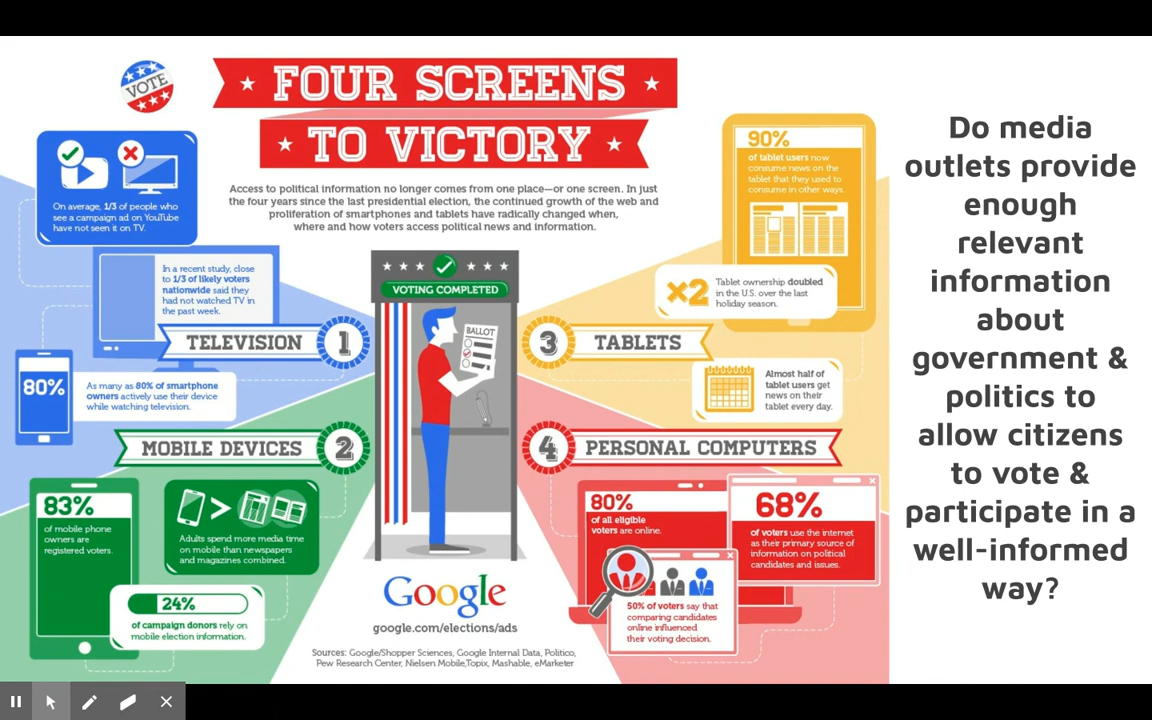 VOTE
FOUR SCREENS
TO VICTORY
Access to political information no longer comes from one place—or one screen. In just
the four years since the last presidential election, the continued growth of the web and
proliferation of smartphones and tablets have radically changed when,
where and how voters access political news and information.
On average, 1/3 of people who
see a campaign ad on YouTube
have not seen it on TV.
In a recent study, close
to 1/3 of likely voters
nationwide said they
had not watched TV in
the past week.
TELEVISION 1
80%
As many as 80% of smartphone
owners actively use their device
while watching television.
MOBILE DEVICES 2
83%
of mobile phone
owners are
registered voters.
>
Adults spend more media time
on mobile than newspapers
and magazines combined.
24%
of campaign donors rely on
mobile election information.
VOTING COMPLETED
BALLOT
Google
google.com/elections/ads
Sources: Google/Shopper Sciences, Google Internal Data, Politico,
Pew Research Center, Nielsen Mobile,Topix, Mashable, eMarketer
90%
of tablet users now
consume news on the
tablet that they used to
consume in other ways.
×2
Tablet ownership doubled
in the U.S. over the last
holiday season.
3 TABLETS
Almost half of
tablet users get
news on their
tablet every day.
4 PERSONAL COMPUTERS
80%
of all eligible
voters are online.
68%
of voters use the internet
as their primary source of
information on political
candidates and issues.
50% of voters say that
comparing candidates
online influenced
their voting decision.
Do media
outlets provide
enough
relevant
information
about
government &
politics to
allow citizens
to vote &
participate in a
well-informed
way?